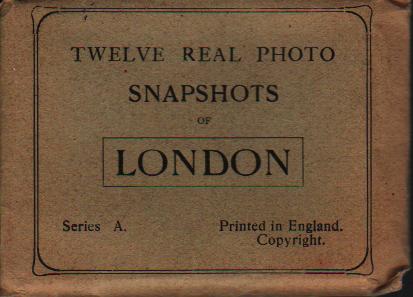 TWELVE REAL PHOTO
SNAPSHOTS
OF
LONDON
Series A.
Printed in England.
Copyright.